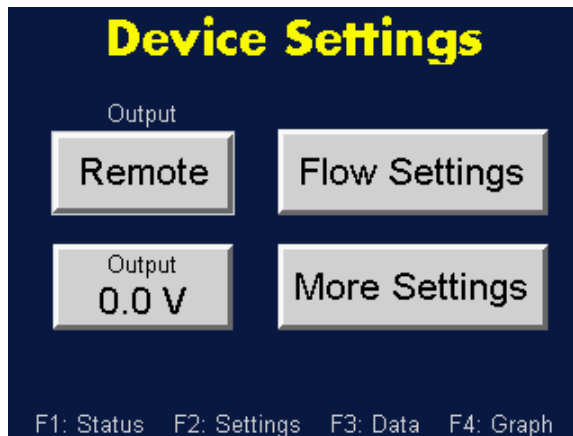 Device Settings
Output
Remote
Flow Settings
Output
0.0 V
More Settings
F1: Status F2: Settings F3: Data F4: Graph